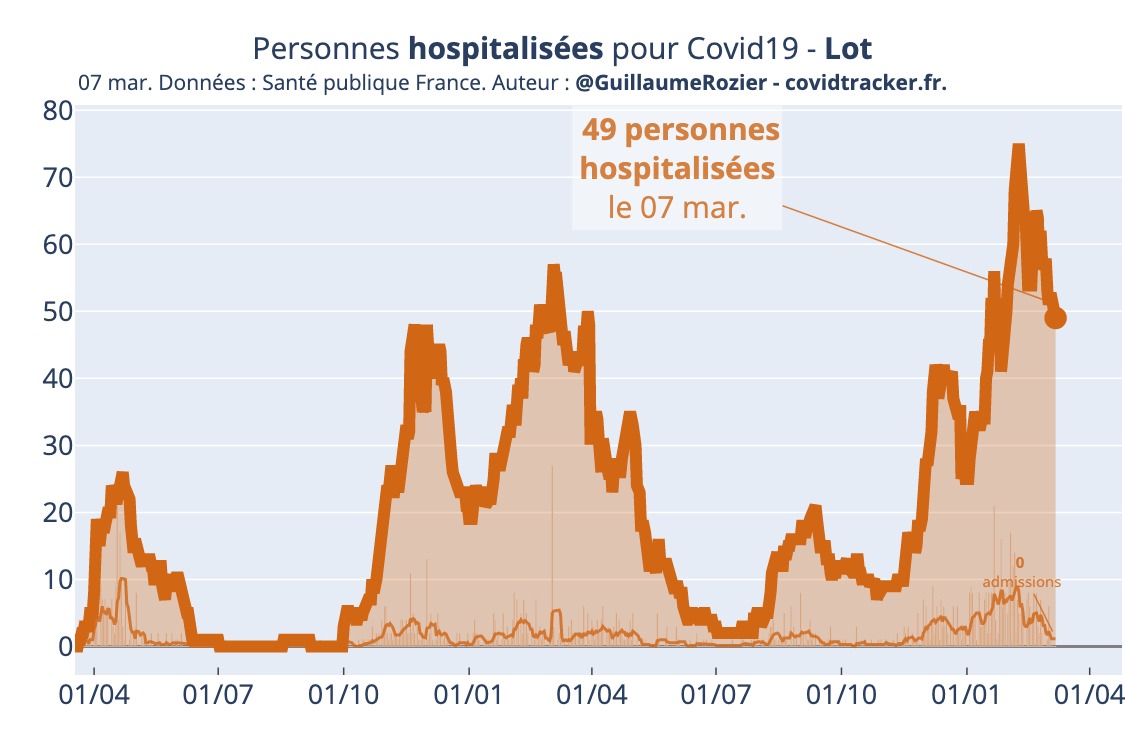 Personnes hospitalisées pour Covid19 - Lot
07 mar. Données : Santé publique France. Auteur : @GuillaumeRozier - covidtracker.fr.
80
49 personnes
hospitalisées
le 07 mar.
70
60
50
40
30
20
10
0
0
admissions
01/04 01/07 01/10 01/01 01/04 01/07 01/10 01/01 01/04